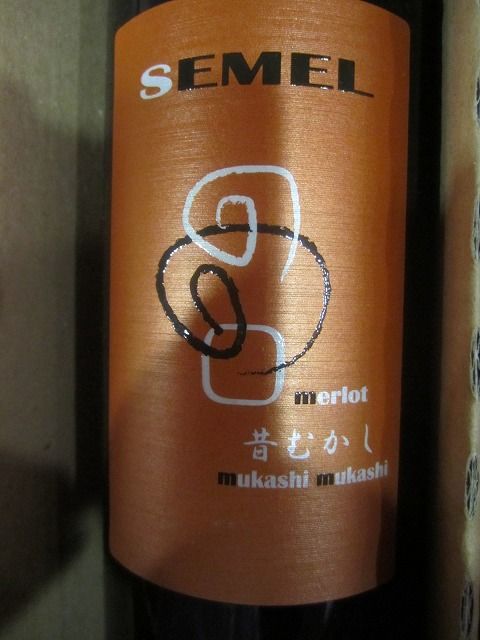 SEMEL
merlot
昔むかし
mukashi mukashi